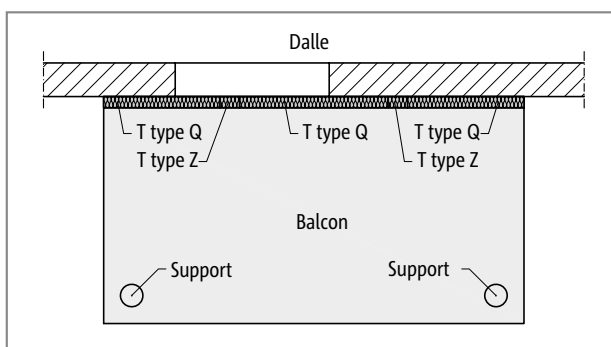 Dalle
T type Q T type Q T type Q
T type Z T type Z
Balcon
Support Support